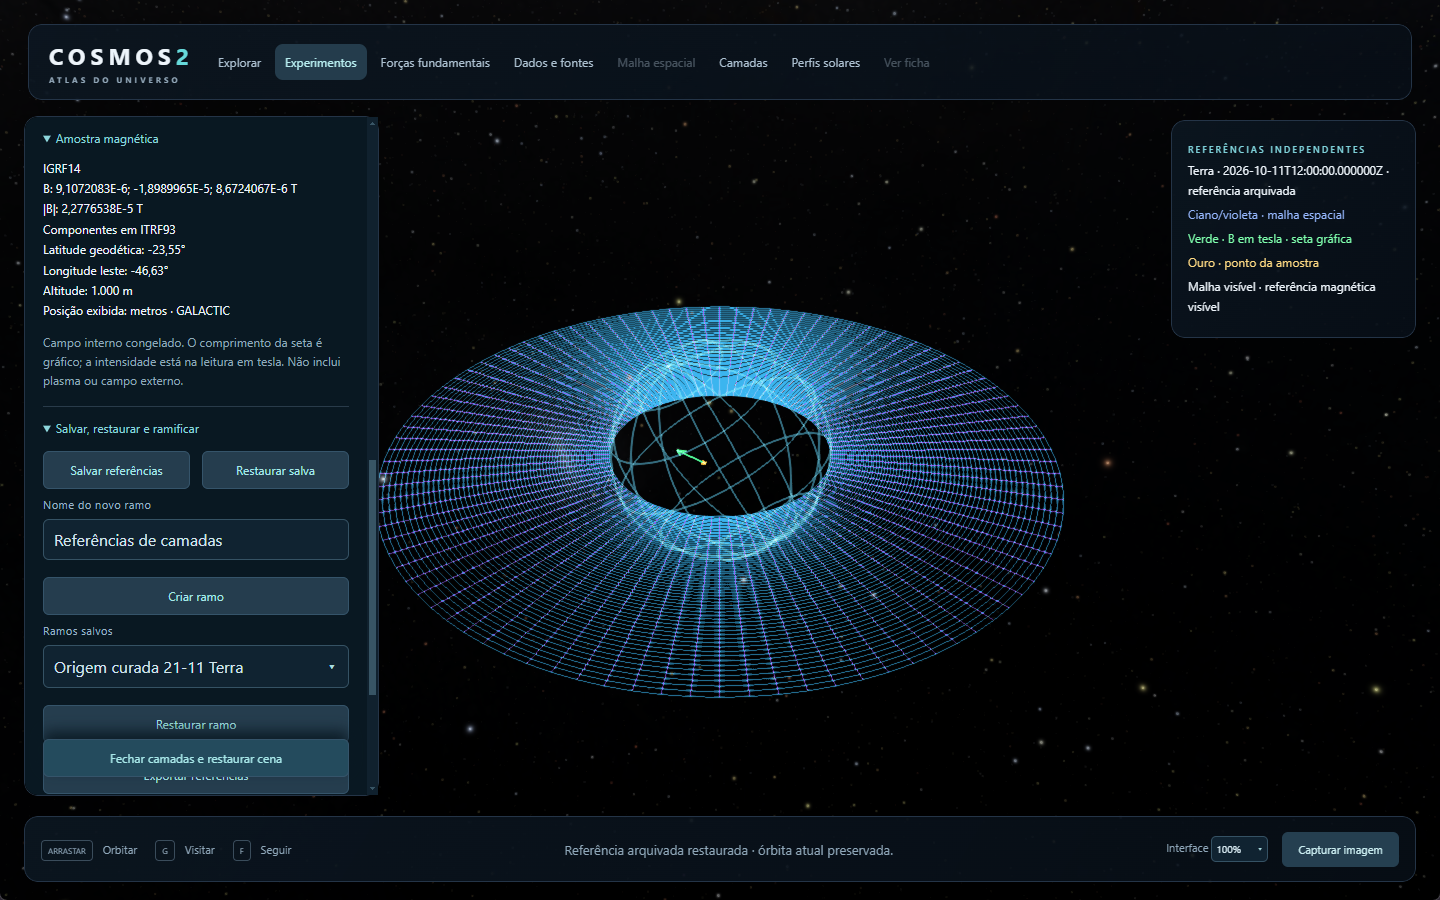 COSMOS2
ATLAS DO UNIVERSO
Explorar
Experimentos
Forças fundamentais
Dados e fontes
Malha espacial
Camadas
Perfis solares
Ver ficha
▼ Amostra magnética
IGRF14
B: 9,1072083E-6; -1,8989965E-5; 8,6724067E-6 T
|B|: 2,2776538E-5 T
Componentes em ITRF93
Latitude geodética: -23,55°
Longitude leste: -46,63°
Altitude: 1.000 m
Posição exibida: metros · GALACTIC
Campo interno congelado. O comprimento da seta é
gráfico; a intensidade está na leitura em tesla. Não inclui
plasma ou campo externo.
▼ Salvar, restaurar e ramificar
Salvar referências
Restaurar salva
Nome do novo ramo
Referências de camadas
Criar ramo
Ramos salvos
Origem curada 21-11 Terra
Restaurar ramo
Fechar camadas e restaurar cena
Exportar referências
REFERÊNCIAS INDEPENDENTES
Terra · 2026-10-11T12:00:00.000000Z ·
referência arquivada
Ciano/violeta · malha espacial
Verde · B em tesla · seta gráfica
Ouro · ponto da amostra
Malha visível · referência magnética
visível
ARRASTAR Orbitar
G Visitar
F Seguir
Referência arquivada restaurada · órbita atual preservada.
Interface 100%
Capturar imagem